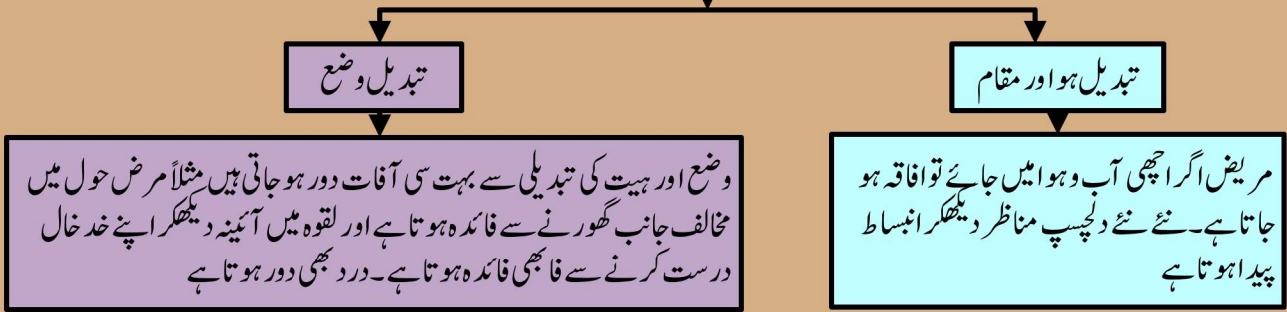 تبدیل ہوا اور مقام
مریض اگر اچھی آب و ہوا میں جائے تو افاقہ ہو
جاتا ہے۔ نئے نئے دلچسپ مناظر دیکھکر انبساط
پیدا ہوتا ہے
تبدیل وضع
وضع اور ہیت کی تبدیلی سے بہت سی آفات دور ہو جاتی ہیں مثلاً مرض حول میں
مخالف جانب گھورنے سے فائدہ ہوتا ہے اور لقوہ میں آئینہ دیکھکر اپنے خد خال
درست کرنے سے فا بھی فائدہ ہوتا ہے۔ درد بھی دور ہوتا ہے